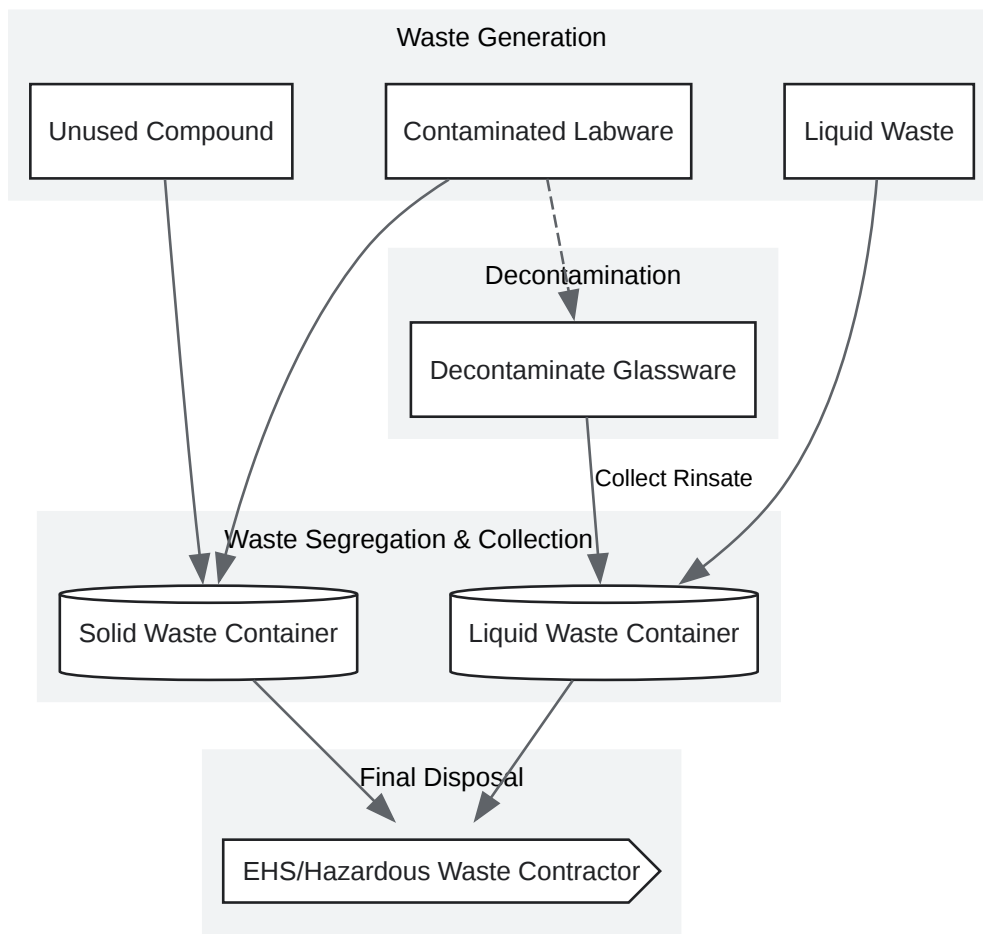 Waste Generation
Unused Compound
Contaminated Labware
Liquid Waste
Decontamination
Decontaminate Glassware
Collect Rinsate
Waste Segregation & Collection
Solid Waste Container
Liquid Waste Container
Final Disposal
EHS/Hazardous Waste Contractor